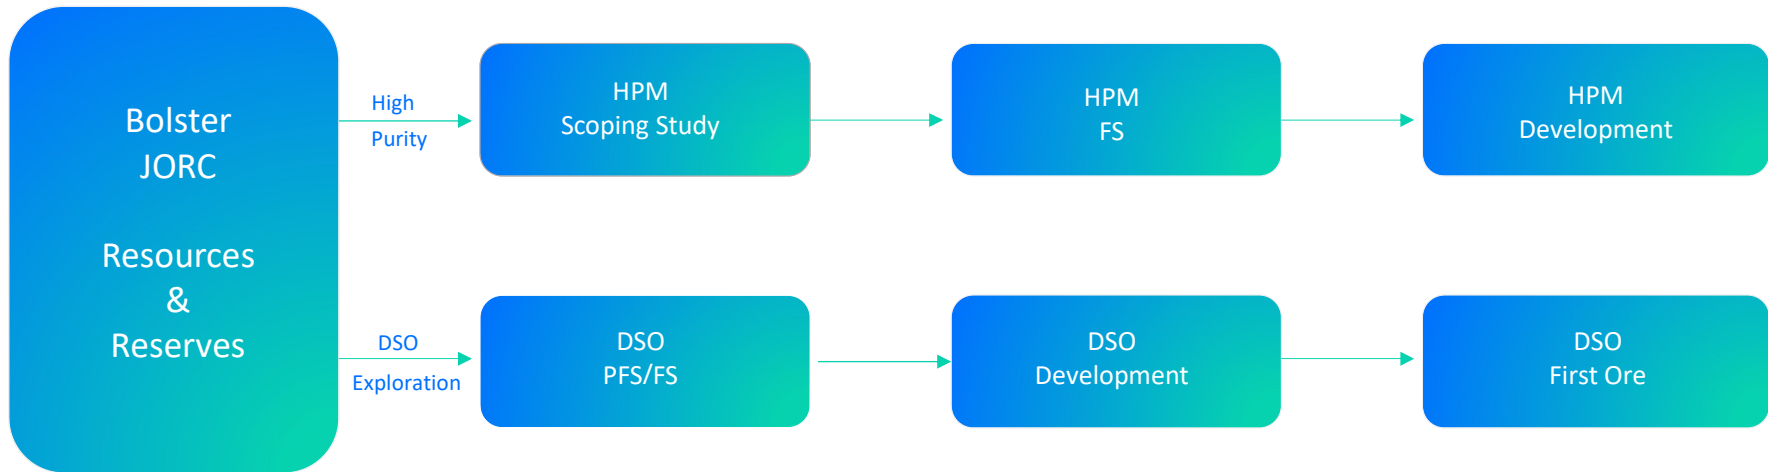 Bolster
JORC
Resources
&
Reserves
High
Purity
HPM
Scoping Study
HPM
FS
HPM
Development
DSO
Exploration
DSO
PFS/FS
DSO
Development
DSO
First Ore